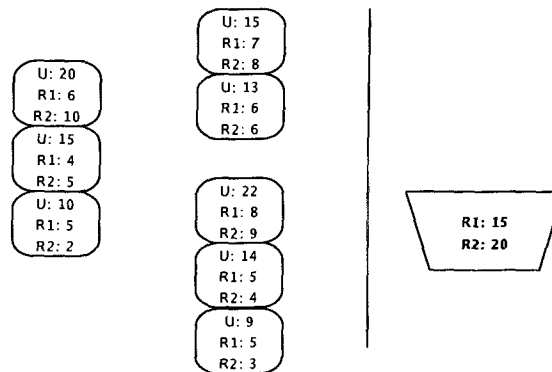 U: 20
R1: 6
R2: 10
U: 15
R1: 4
R2: 5
U: 10
R1: 5
R2: 2
U: 15
R1: 7
R2: 8
U: 13
R1: 6
R2: 6
U: 22
R1: 8
R2: 9
U: 14
R1: 5
R2: 4
U: 9
R1: 5
R2: 3
R1: 15
R2: 20